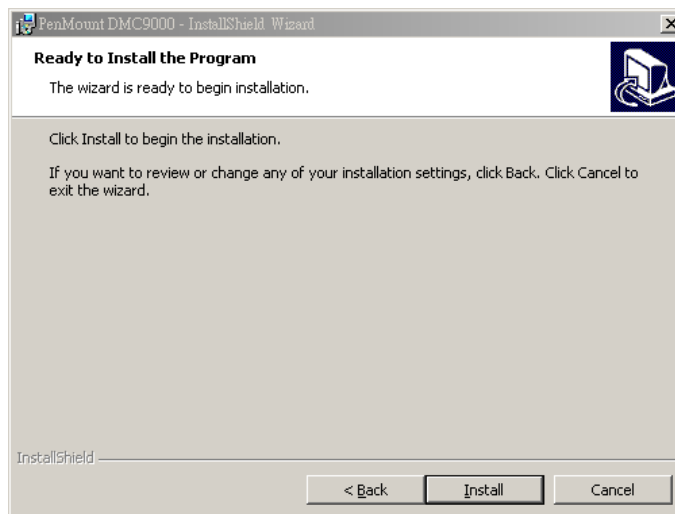 PenMount DMC9000 - InstallShield Wizard
Ready to Install the Program
The wizard is ready to begin installation.
Click Install to begin the installation.
If you want to review or change any of your installation settings, click Back. Click Cancel to
exit the wizard.
InstallShield
< Back Install Cancel